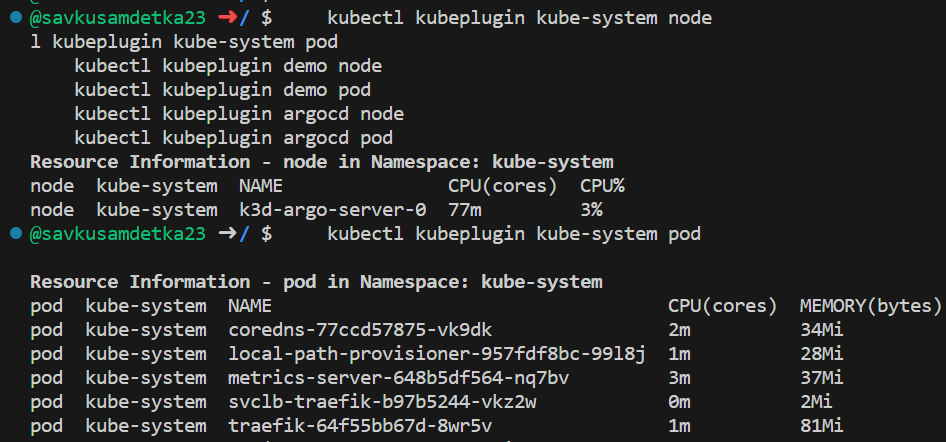 @savkusamdetka23 ➜/ $     kubectl kubeplugin kube-system node
l kubeplugin kube-system pod
    kubectl kubeplugin demo node
    kubectl kubeplugin demo pod
    kubectl kubeplugin argocd node
    kubectl kubeplugin argocd pod
Resource Information - node in Namespace: kube-system
node  kube-system  NAME               CPU(cores)  CPU%
node  kube-system  k3d-argo-server-0  77m         3%
@savkusamdetka23 ➜/ $     kubectl kubeplugin kube-system pod
Resource Information - pod in Namespace: kube-system
pod  kube-system  NAME                                    CPU(cores)  MEMORY(bytes)
pod  kube-system  coredns-77ccd57875-vk9dk                2m          34Mi
pod  kube-system  local-path-provisioner-957fdf8bc-99l8j  1m          28Mi
pod  kube-system  metrics-server-648b5df564-nq7bv         3m          37Mi
pod  kube-system  svclb-traefik-b97b5244-vkz2w            0m          2Mi
pod  kube-system  traefik-64f55bb67d-8wr5v                1m          81Mi